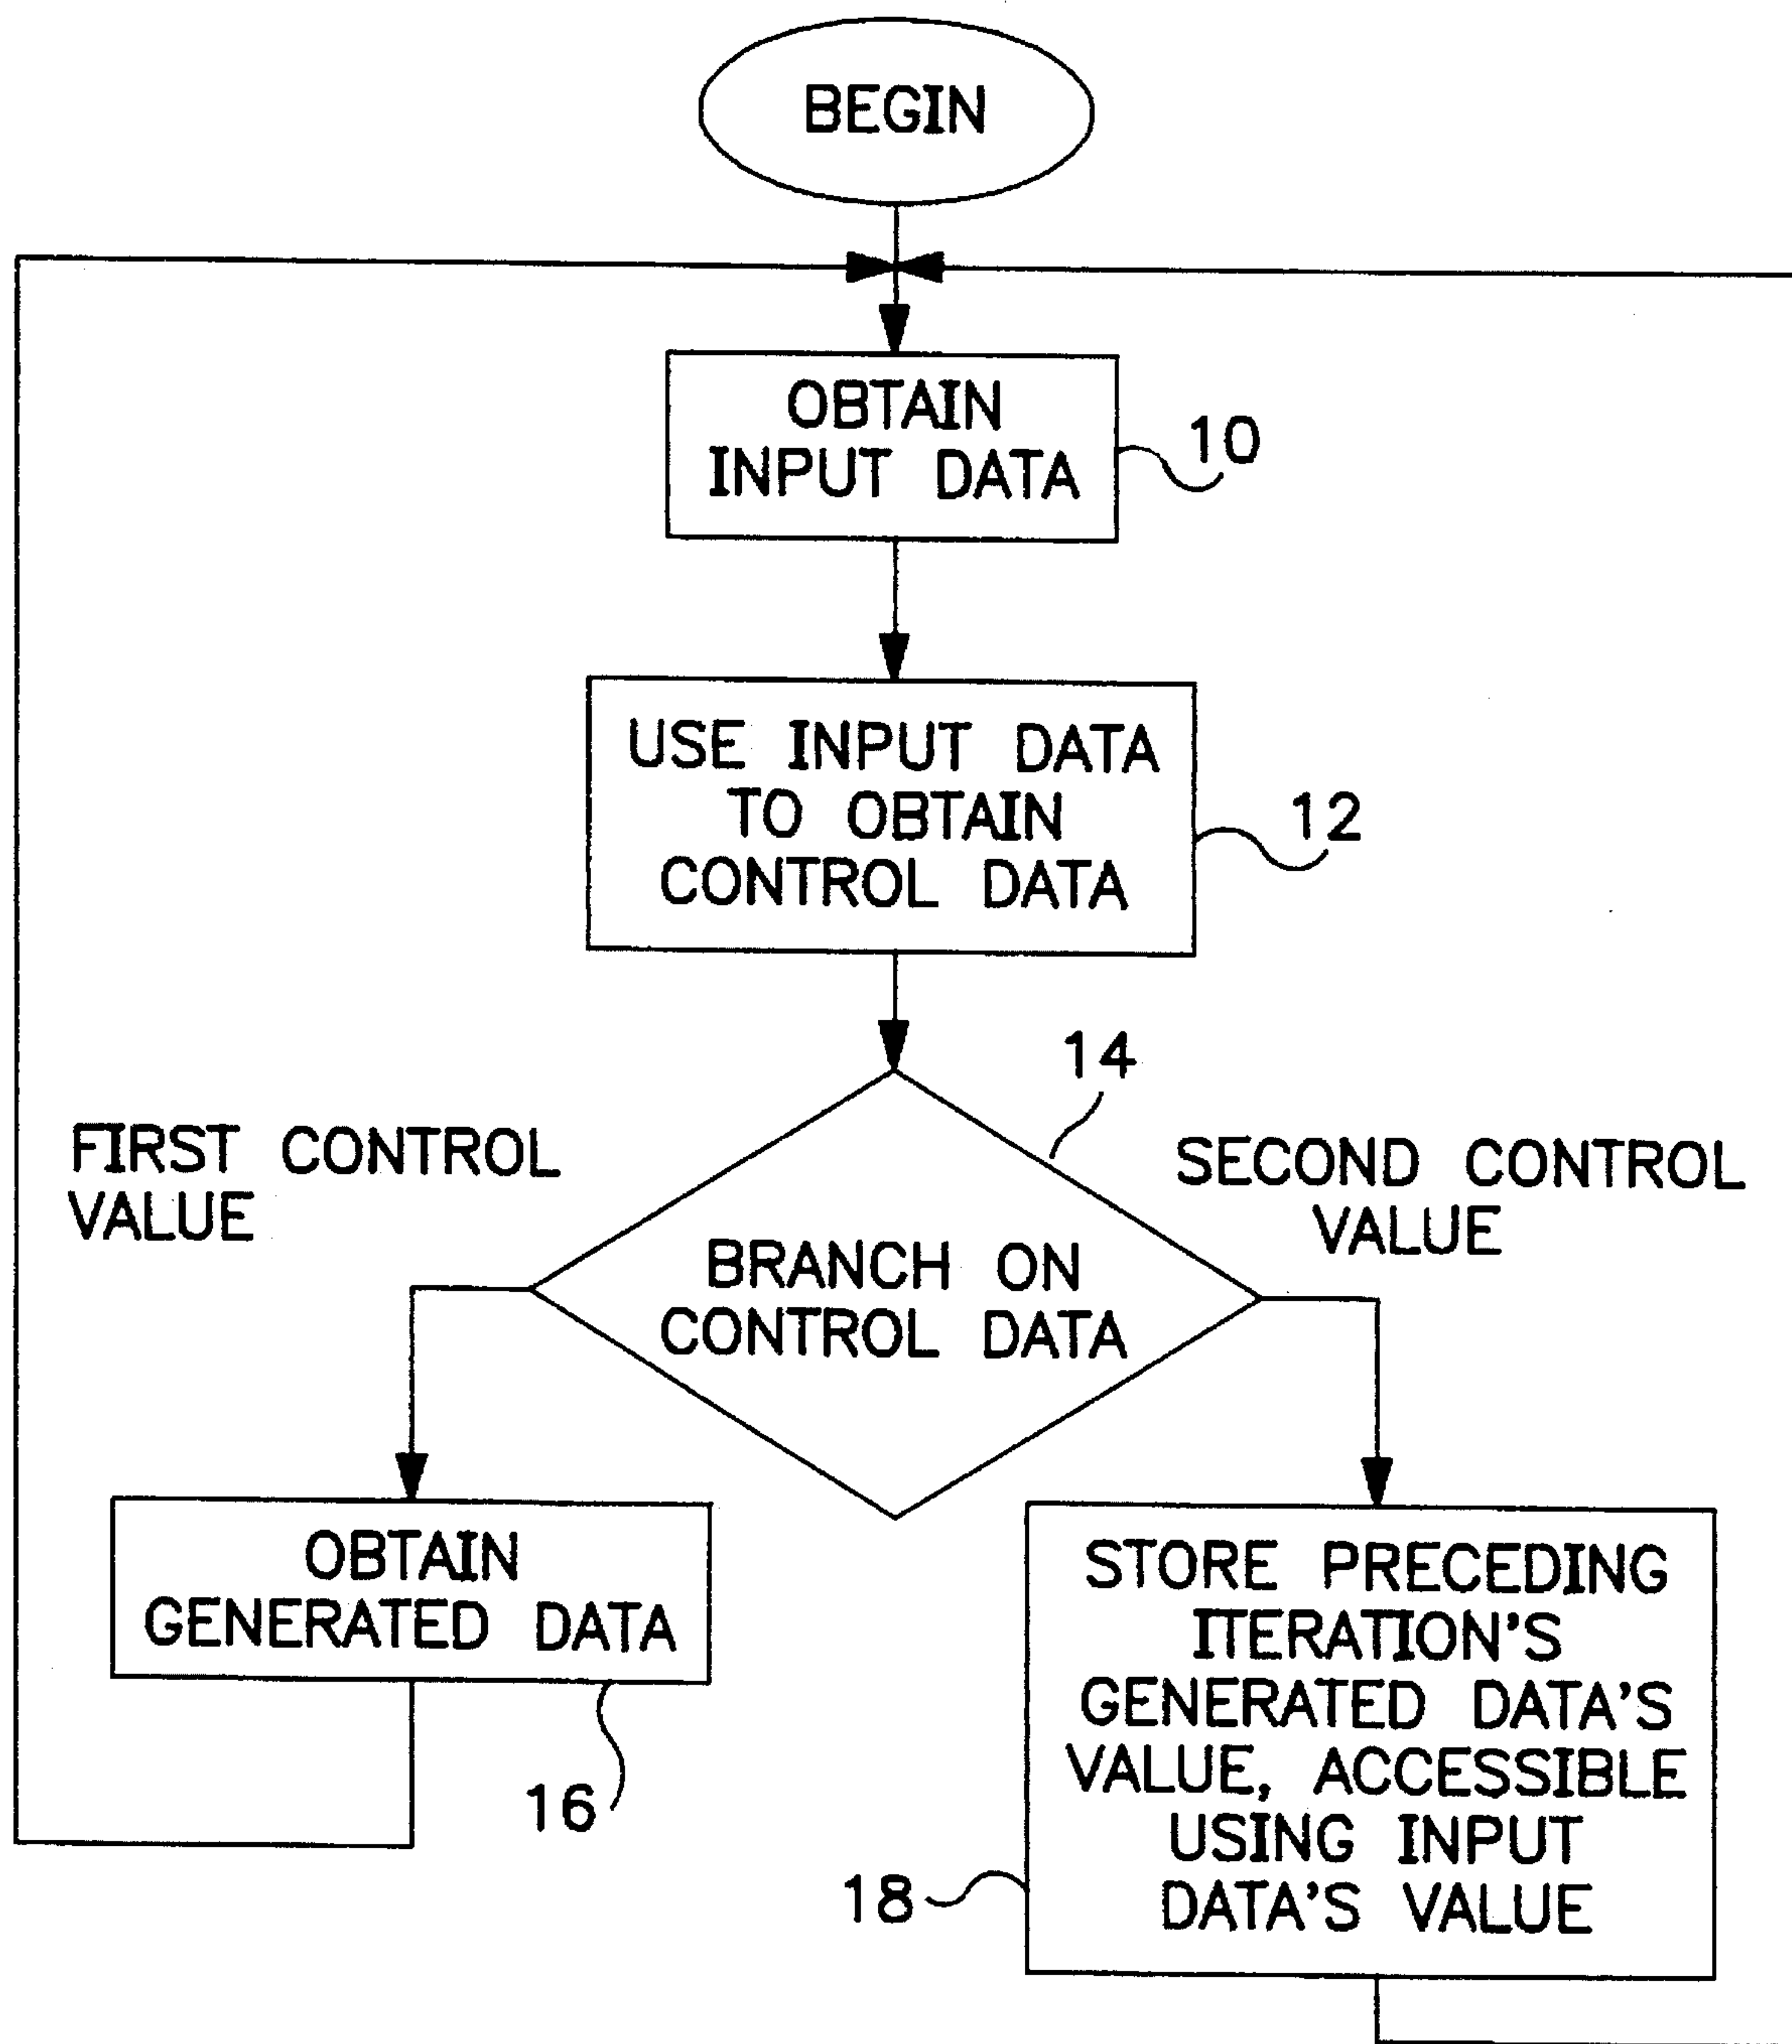 BEGIN
OBTAIN
INPUT DATA
10
USE INPUT DATA
TO OBTAIN
CONTROL DATA
12
14
FIRST CONTROL
VALUE
SECOND CONTROL
VALUE
BRANCH ON
CONTROL DATA
OBTAIN
GENERATED DATA
16
STORE PRECEDING
ITERATION'S
GENERATED DATA'S
VALUE, ACCESSIBLE
USING INPUT
DATA'S VALUE
18